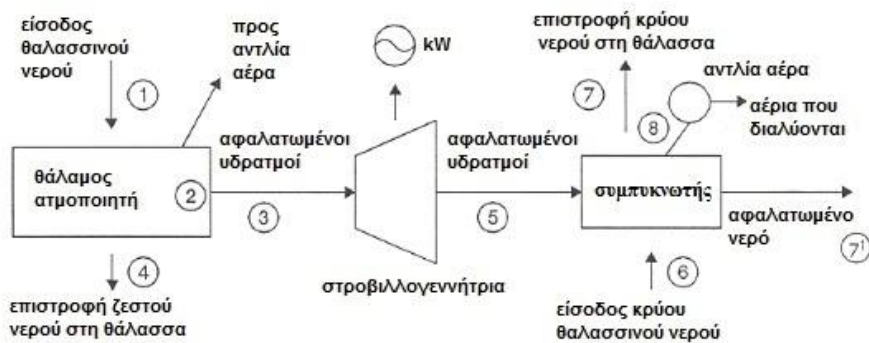 είσοδος
θαλασσινού
νερού
προς
αντλία
αέρα
kW
επιστροφή κρύου
νερού στη θάλασσα
αντλία αέρα
αέρια που
διαλύονται
1
7
8
αφαλατωμένοι
υδρατμοί
αφαλατωμένοι
υδρατμοί
θάλαμος
ατμοποιητή
2
3
5
συμπυκνωτής
αφαλατωμένο
νερό
7¹
4
6
στροβιλλογεννήτρια
επιστροφή ζεστού
νερού στη θάλασσα
είσοδος κρύου
θαλασσινού νερού